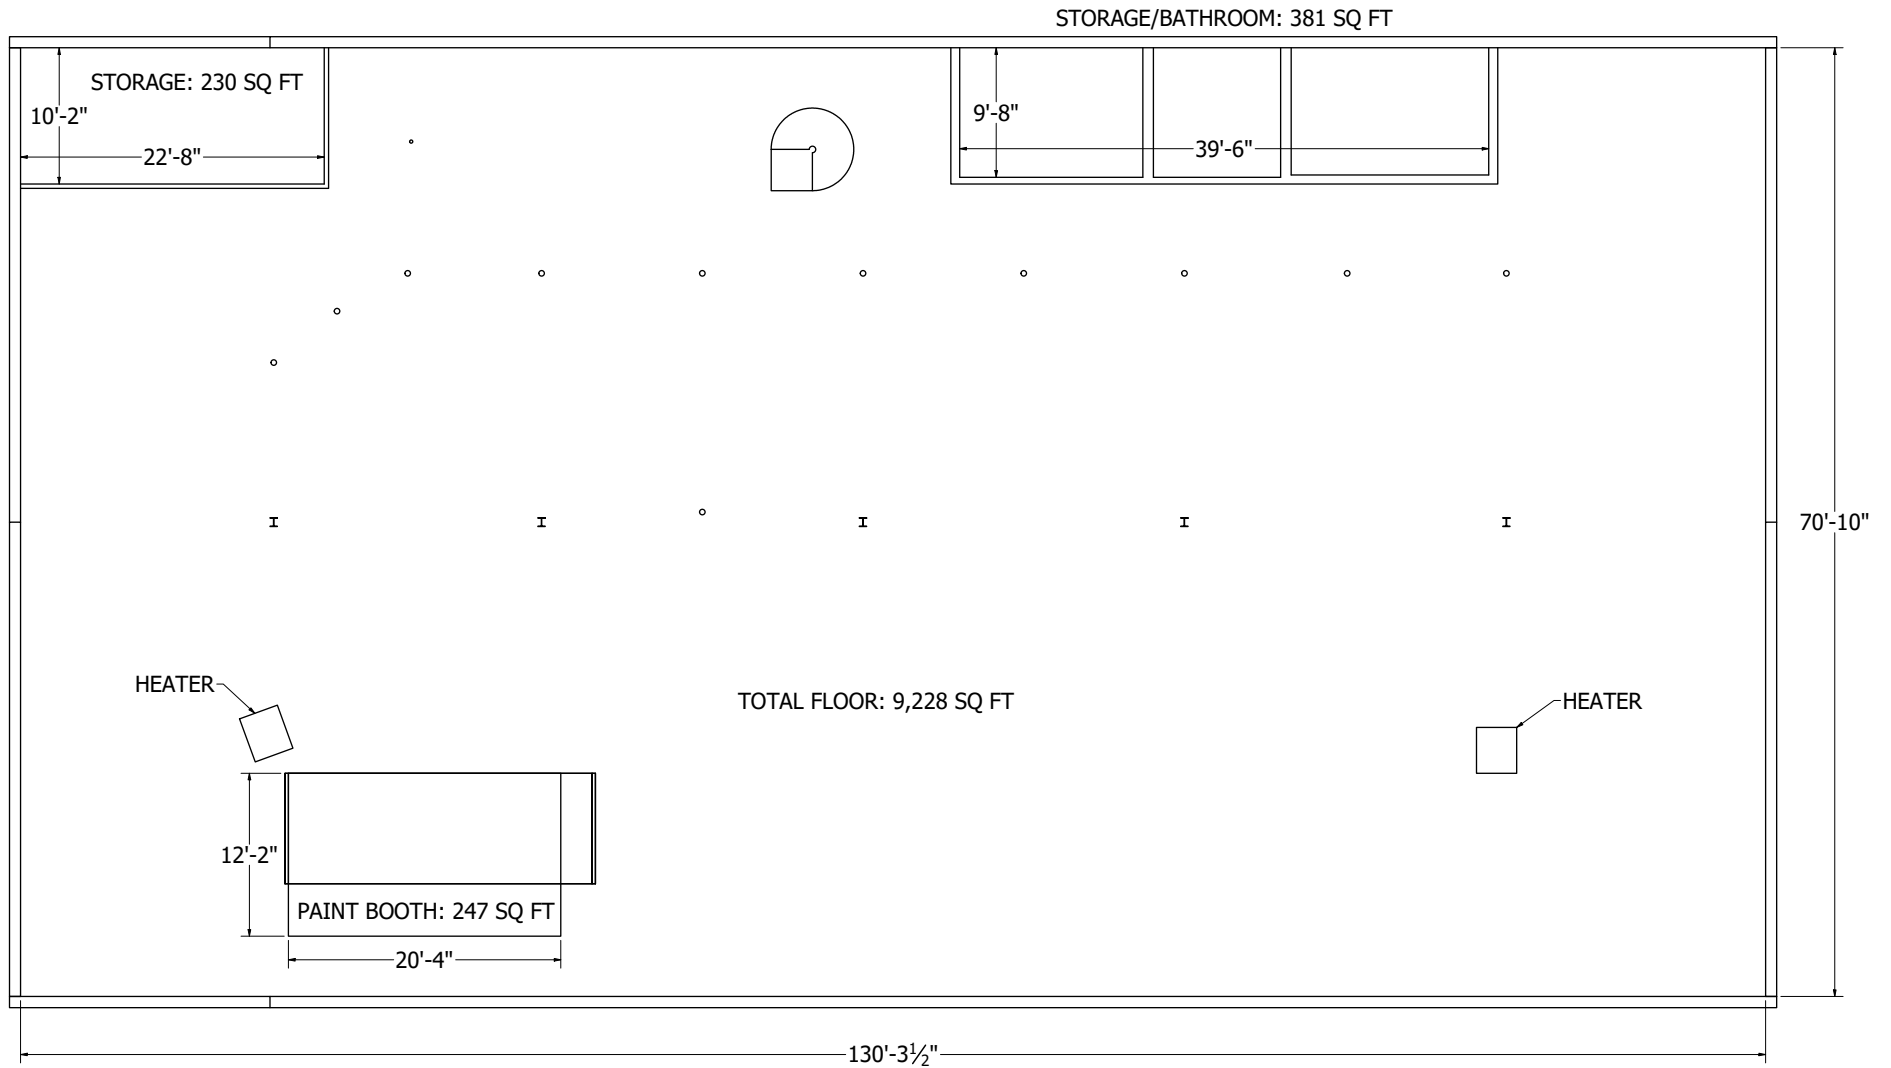 STORAGE/BATHROOM: 381 SQ FT
STORAGE: 230 SQ FT
10'-2"
22'-8"
9'-8"
39'-6"
70'-10"
HEATER
TOTAL FLOOR: 9,228 SQ FT
HEATER
12'-2"
PAINT BOOTH: 247 SQ FT
20'-4"
130'-3½"